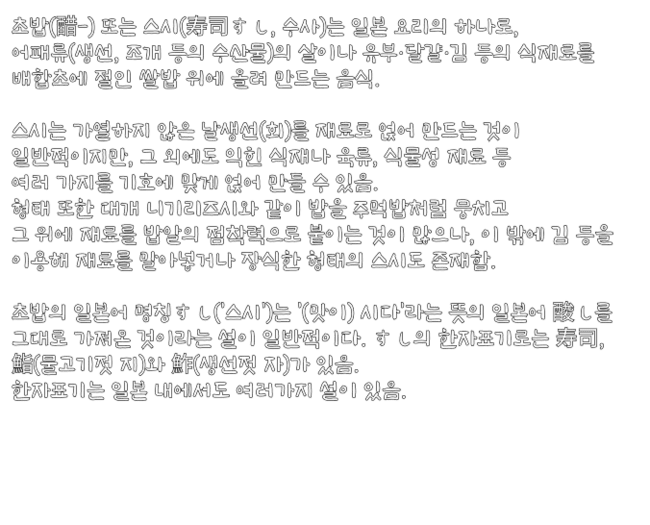 초밥(醋-) 또는 스시(寿司すし, 수사)는 일본 요리의 하나로,
어패류(생선, 조개 등의 수산물)의 살이나 유부·달걀·김 등의 식재료를
배합초에 절인 쌀밥 위에 올려 만드는 음식.
스시는 가열하지 않은 날생선(회)를 재료로 얹어 만드는 것이
일반적이지만, 그 외에도 익힌 식재나 육류, 식물성 재료 등
여러 가지를 기호에 맞게 얹어 만들 수 있음.
형태 또한 대개 니기리즈시와 같이 밥을 주먹밥처럼 뭉치고
그 위에 재료를 밥알의 점착력으로 붙이는 것이 많으나, 이 밖에 김 등을
이용해 재료를 말아넣거나 장식한 형태의 스시도 존재함.
초밥의 일본어 명칭すし('스시')는 '(맛이) 시다'라는 뜻의 일본어 酸し를
그대로 가져온 것이라는 설이 일반적이다. すし의 한자표기로는 寿司,
鮨(물고기젓 지)와 鮓(생선젓 자)가 있음.
한자표기는 일본 내에서도 여러가지 설이 있음.